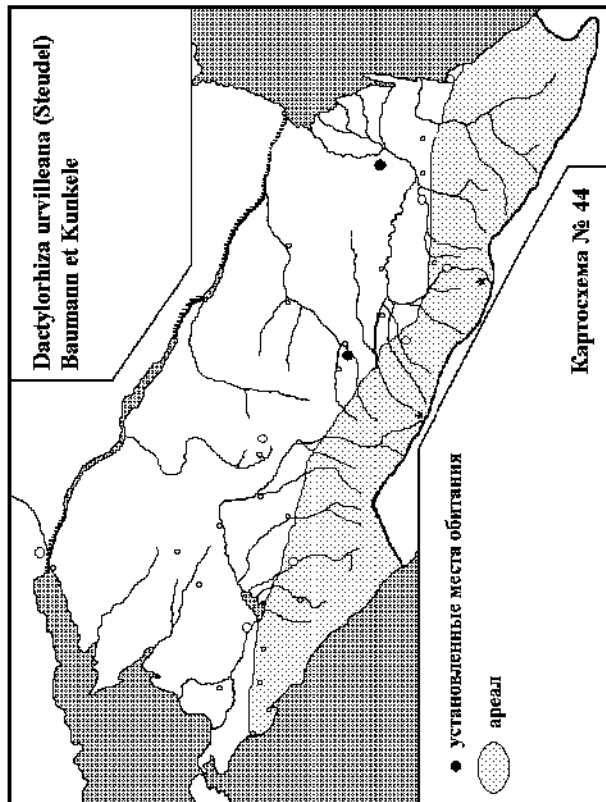 Dactylorhiza urvilleana (Steudel)
Baumann et Kunkele
установленные места обитания
ареал
Картосхема № 44